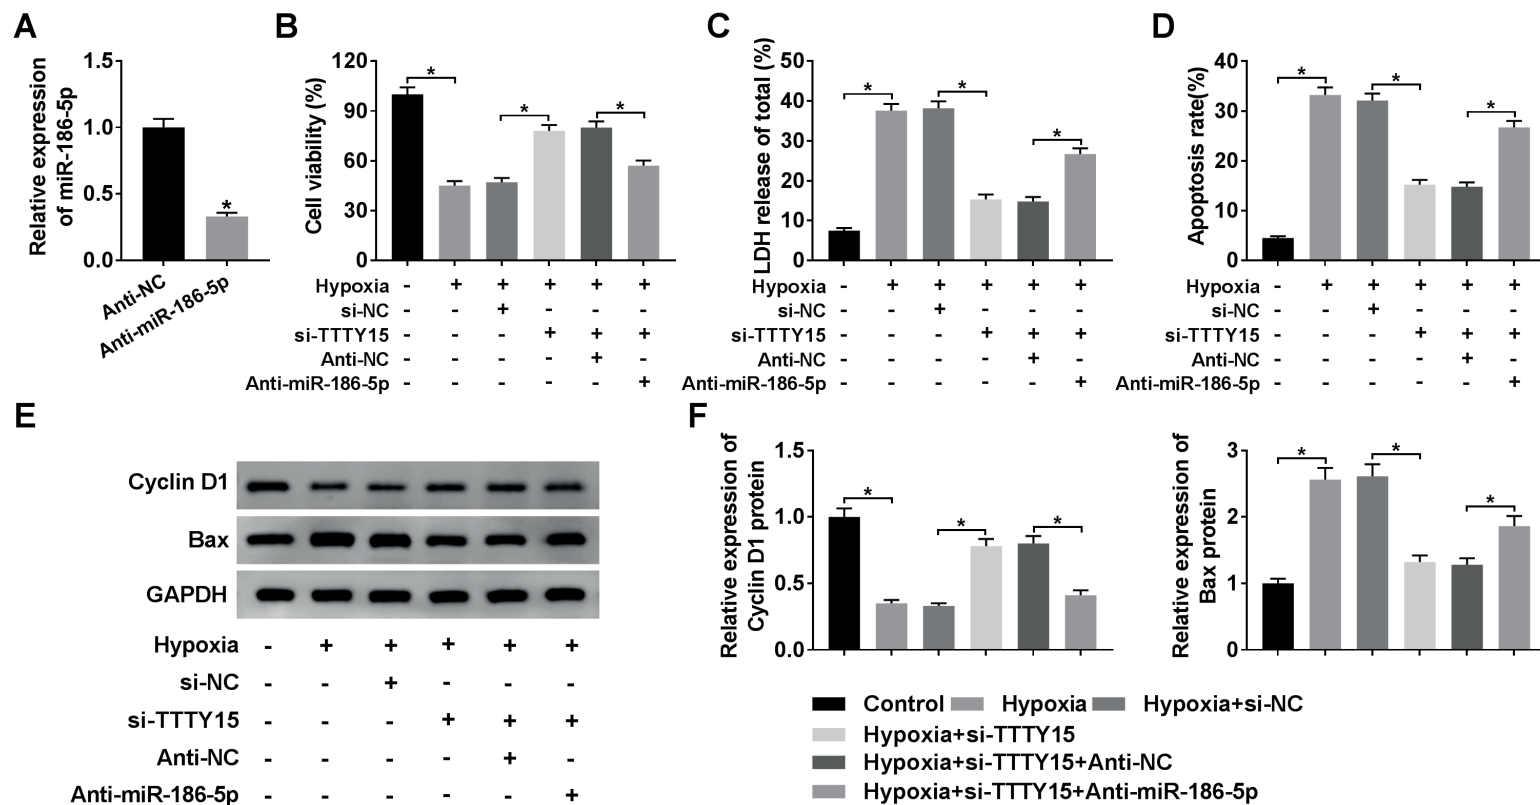 A
Relative expression
of miR-186-5p
1.5
1.0
0.5
0.0
*
Anti-NC
Anti-miR-186-5p
B
Cell viability (%)
120
90
60
30
0
* * *
Hypoxia - + + + + +
si-NC - - + - - -
si-TTTY15 - - - + + +
Anti-NC - - - - + -
Anti-miR-186-5p - - - - - +
C
LDH release of total (%)
50
40
30
20
10
0
* * *
Hypoxia - + + + + +
si-NC - - + - - -
si-TTTY15 - - - + + +
Anti-NC - - - - + -
Anti-miR-186-5p - - - - - +
D
Apoptosis rate(%)
40
30
20
10
0
* * *
Hypoxia - + + + + +
si-NC - - + - - -
si-TTTY15 - - - + + +
Anti-NC - - - - + -
Anti-miR-186-5p - - - - - +
E
Cyclin D1
Bax
GAPDH
Hypoxia - + + + + +
si-NC - - + - - -
si-TTTY15 - - - + + +
Anti-NC - - - - + -
Anti-miR-186-5p - - - - - +
F
Relative expression of
Cyclin D1 protein
1.5
1.0
0.5
0.0
* * *
Relative expression of
Bax protein
3
2
1
0
* * *
Control Hypoxia Hypoxia+si-NC
Hypoxia+si-TTTY15
Hypoxia+si-TTTY15+Anti-NC
Hypoxia+si-TTTY15+Anti-miR-186-5p